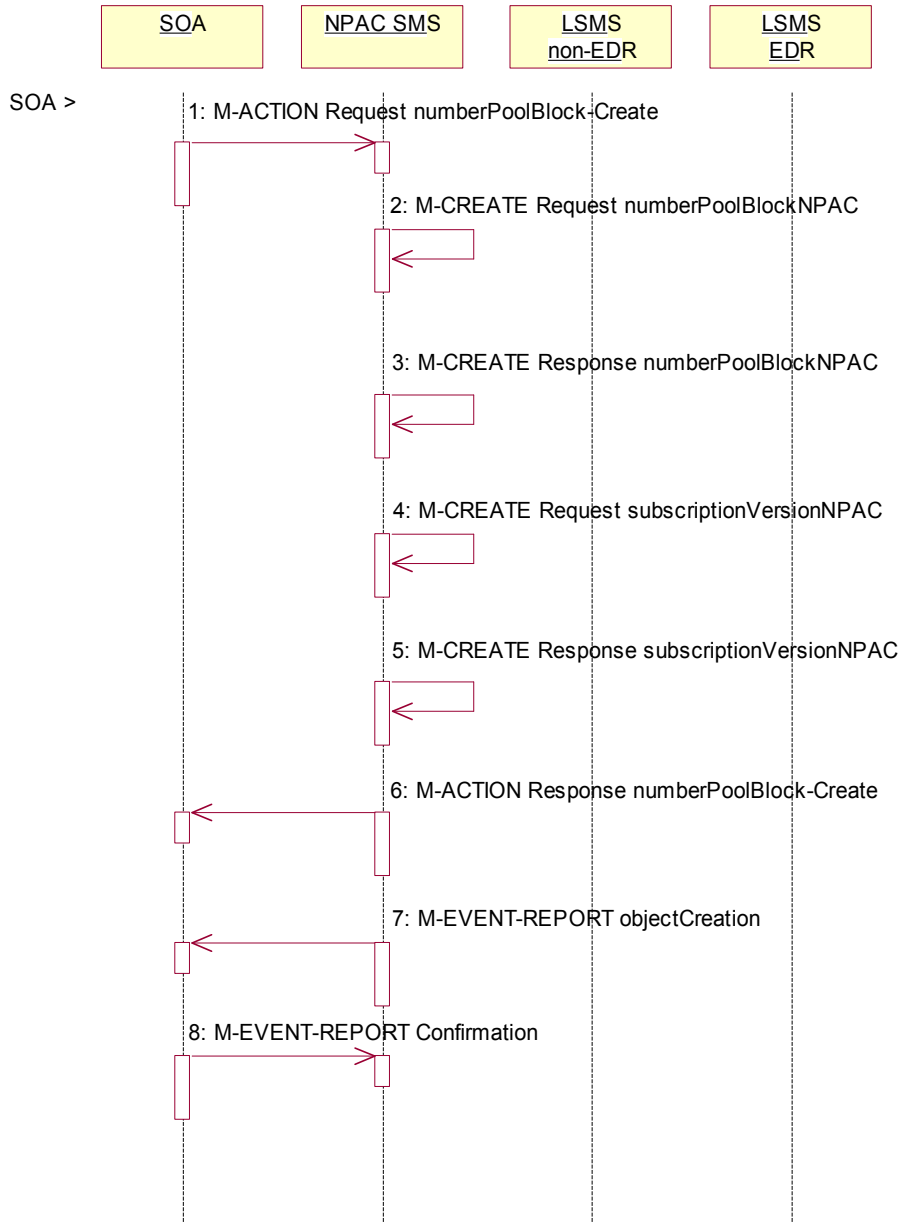 SOA
NPAC SMS
LSMS
non-EDR
LSMS
EDR
SOA >
1: M-ACTION Request numberPoolBlock-Create
2: M-CREATE Request numberPoolBlockNPAC
3: M-CREATE Response numberPoolBlockNPAC
4: M-CREATE Request subscriptionVersionNPAC
5: M-CREATE Response subscriptionVersionNPAC
6: M-ACTION Response numberPoolBlock-Create
7: M-EVENT-REPORT objectCreation
8: M-EVENT-REPORT Confirmation